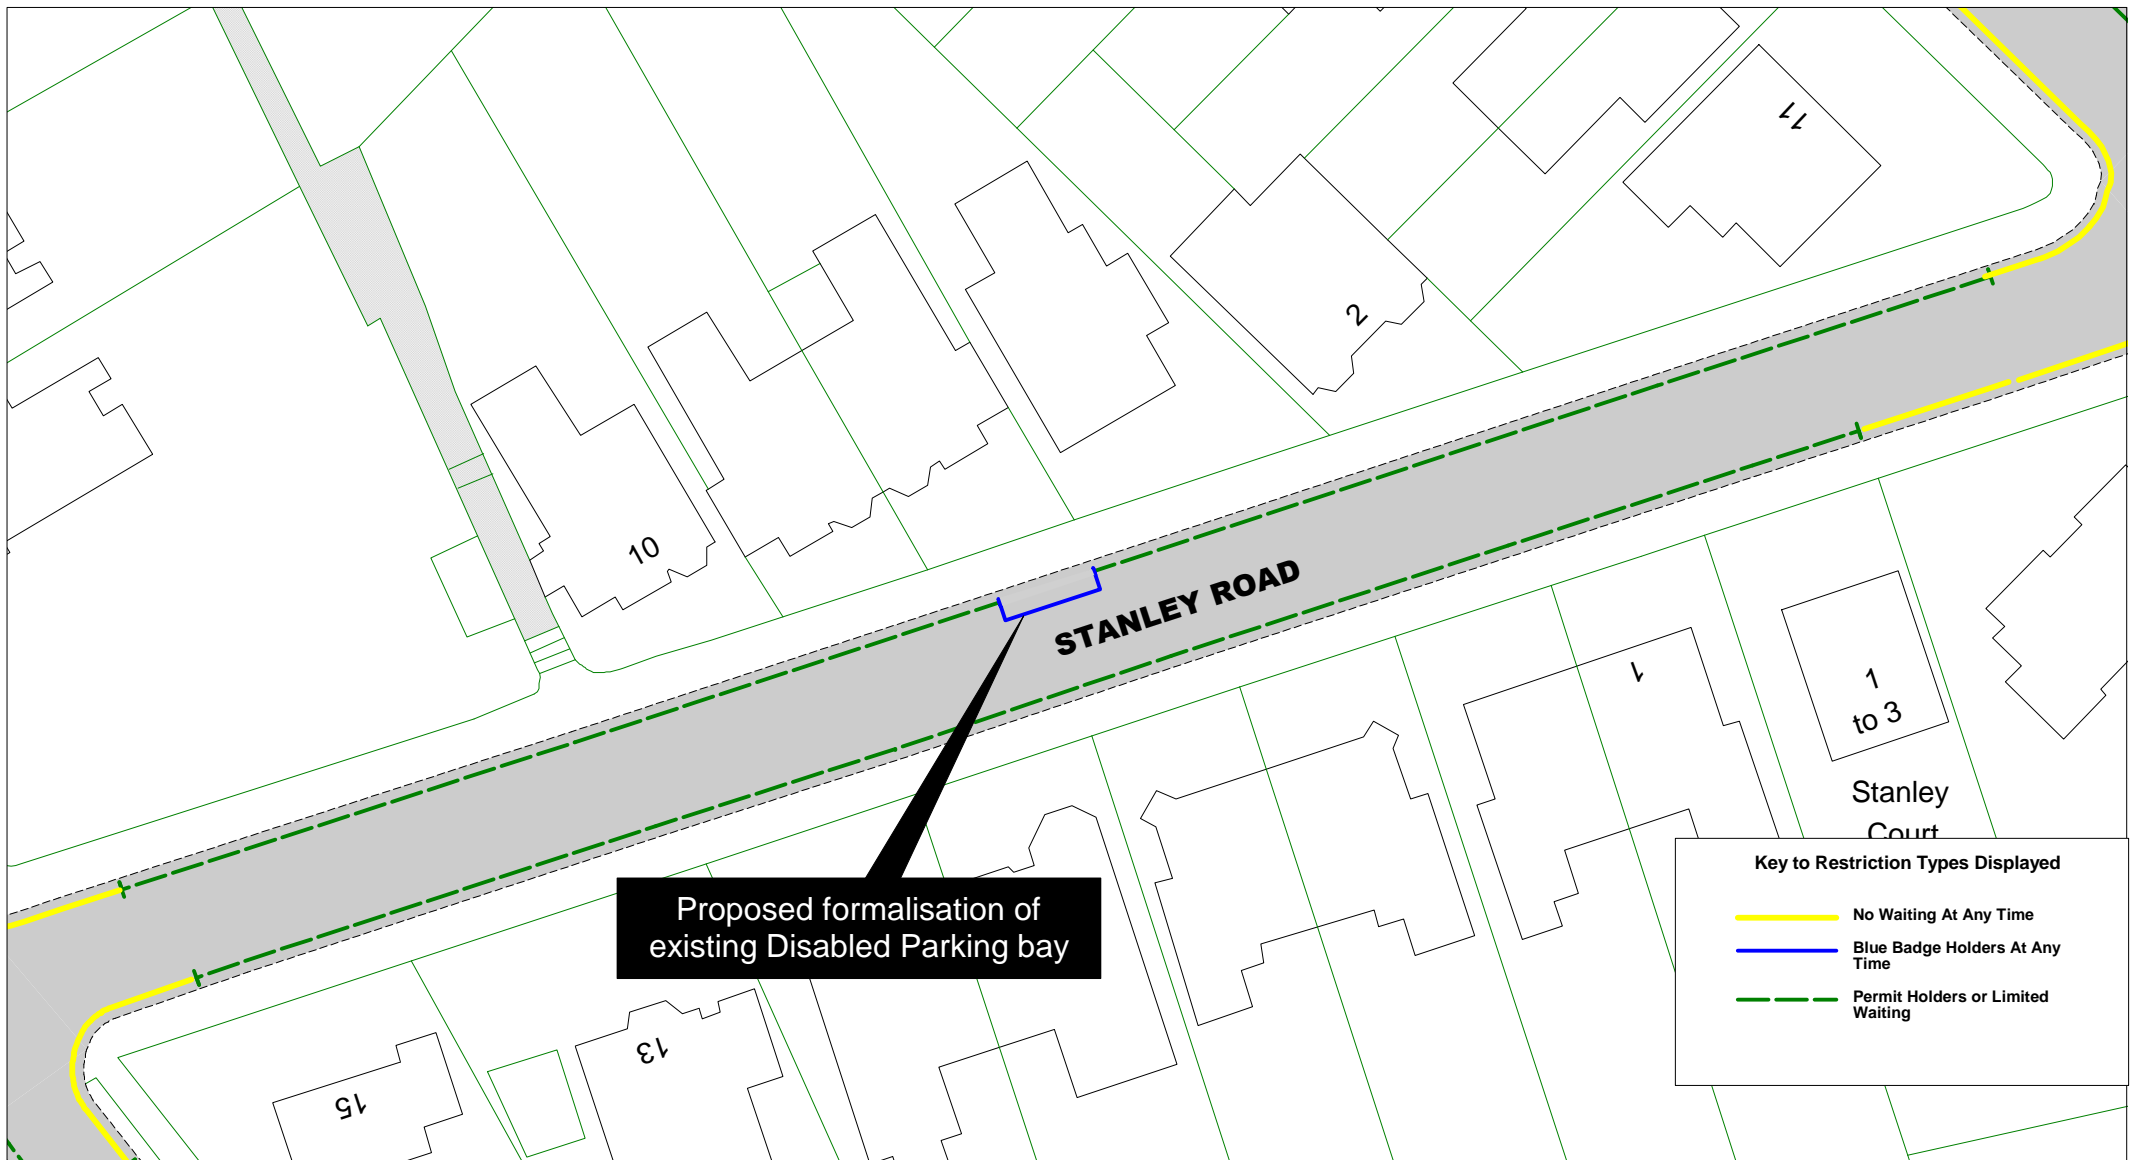 11
2
10
STANLEY ROAD
1
1
to 3
Stanley
Court
Proposed formalisation of
existing Disabled Parking bay
Key to Restriction Types Displayed
No Waiting At Any Time
Blue Badge Holders At Any
Time
Permit Holders or Limited
Waiting
13
15